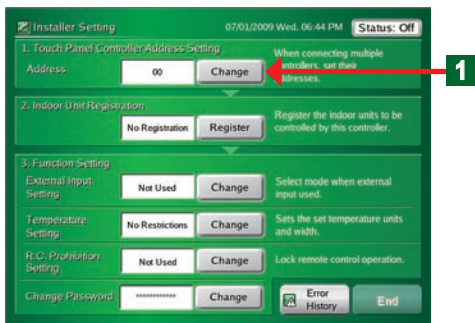 Installer Setting 07/01/2009 Wed. 06:44 PM Status: Off
1. Touch Panel Controller Address Setting
Address 00 Change
When connecting multiple
controllers, set their
addresses.
1
2. Indoor Unit Registration
No Registration Register
Register the indoor units to be
controlled by this controller.
3. Function Setting
External Input
Setting
Not Used Change
Select mode when external
input used.
Temperature
Setting
No Restrictions Change
Sets the set temperature units
and width.
R.C. Prohibition
Setting
Not Used Change
Lock remote control operation.
Change Password ************ Change
Error
History
End